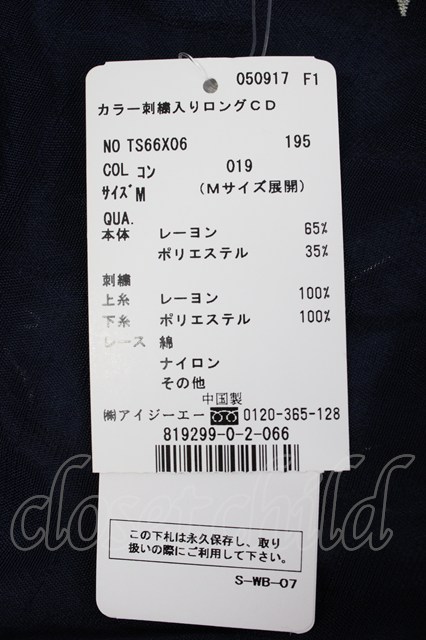 050917 F1
カラー刺繍入りロングCD
NO TS66X06 195
COL コン 019
ｻｲｽﾞM （Mサイズ展開）
QUA.
本体 レーヨン 65%
ポリエステル 35%
刺繍
上糸 レーヨン 100%
下糸 ポリエステル 100%
レース 綿
ナイロン
その他
中国製
㈱アイジーエー 0120-365-128
819299-0-2-066
closetchild
この下札は永久保存し、取り
扱いの際にご利用して下さい。
S-WB-07